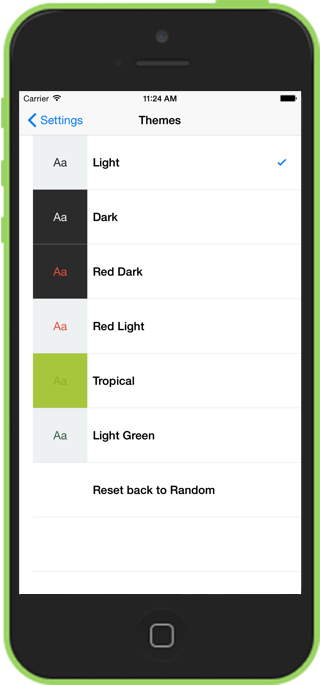 Carrier 11:24 AM
Settings Themes
Aa Light
Aa Dark
Aa Red Dark
Aa Red Light
Aa Tropical
Aa Light Green
Reset back to Random